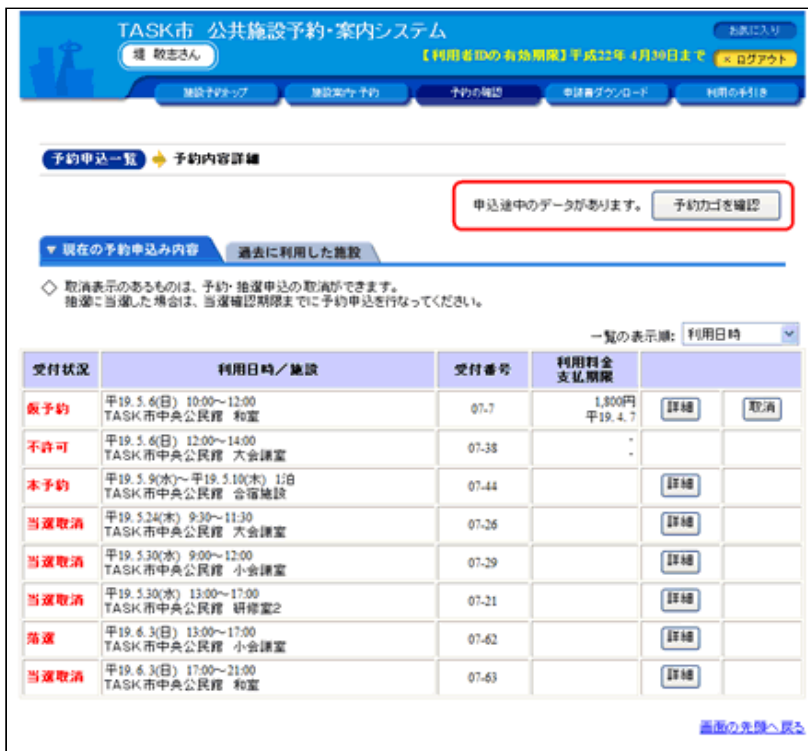 TASK市 公共施設予約・案内システム
お気に入り
堤 敬志さん
【利用者IDの有効期限】平成22年 4月30日まで
× ログアウト
施設予約トップ
施設案内・予約
予約の確認
申請書ダウンロード
利用の手引き
予約申込一覧
予約内容詳細
申込途中のデータがあります。
予約カゴを確認
▼ 現在の予約申込み内容
過去に利用した施設
◇ 取消表示のあるものは、予約・抽選申込の取消ができます。
抽選に当選した場合は、当選確認期限までに予約申込を行なってください。
一覧の表示順: 利用日時
受付状況 利用日時／施設 受付番号 利用料金
支払期限
仮予約 平19. 5. 6(日) 10:00～12:00 07-7 1,800円 詳細 取消
TASK市中央公民館 和室 平19. 4. 7
不許可 平19. 5. 6(日) 12:00～14:00 07-38 -
TASK市中央公民館 大会議室 -
本予約 平19. 5. 9(水)～平19. 5.10(木) 1泊 07-44 詳細
TASK市中央公民館 合宿施設
当選取消 平19. 5.24(木) 9:30～11:30 07-26 詳細
TASK市中央公民館 大会議室
当選取消 平19. 5.30(水) 9:00～12:00 07-29 詳細
TASK市中央公民館 小会議室
当選取消 平19. 5.30(水) 13:00～17:00 07-21 詳細
TASK市中央公民館 研修室2
落選 平19. 6. 3(日) 13:00～17:00 07-62 詳細
TASK市中央公民館 小会議室
当選取消 平19. 6. 3(日) 17:00～21:00 07-63 詳細
TASK市中央公民館 和室
画面の先頭へ戻る